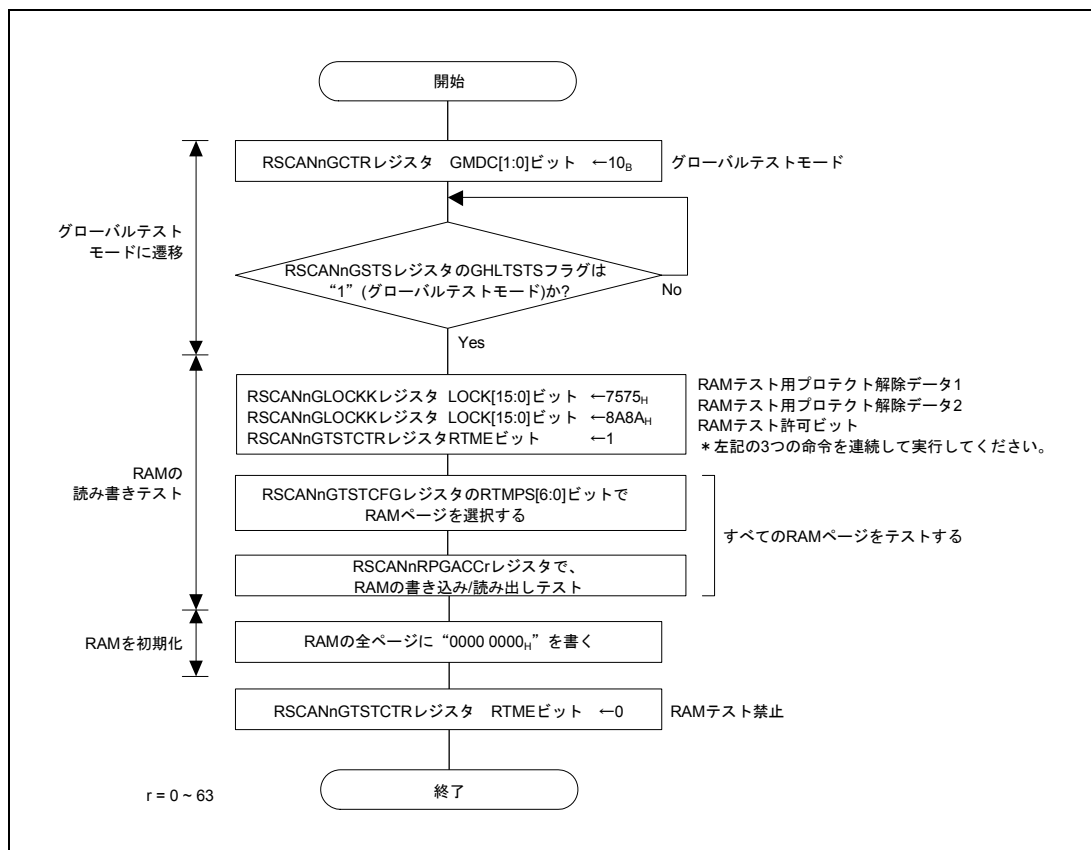 開始
RSCANnGCTRレジスタ GMDC[1:0]ビット ←10B
グローバルテストモード
グローバルテスト
モードに遷移
RSCANnGSTSレジスタのGHLTSTSフラグは
“1” (グローバルテストモード)か?
No
Yes
RSCANnGLOCKKレジスタ LOCK[15:0]ビット ←7575H
RSCANnGLOCKKレジスタ LOCK[15:0]ビット ←8A8AH
RSCANnGTSTCTRレジスタRTMEビット ←1
RAMテスト用プロテクト解除データ1
RAMテスト用プロテクト解除データ2
RAMテスト許可ビット
*左記の3つの命令を連続して実行してください。
RAMの
読み書きテスト
RSCANnGTSTCFGレジスタのRTMPS[6:0]ビットで
RAMページを選択する
すべてのRAMページをテストする
RSCANnRPGACCrレジスタで、
RAMの書き込み/読み出しテスト
RAMを初期化
RAMの全ページに“0000 0000H”を書く
RSCANnGTSTCTRレジスタ RTMEビット ←0
RAMテスト禁止
終了
r = 0 ~ 63